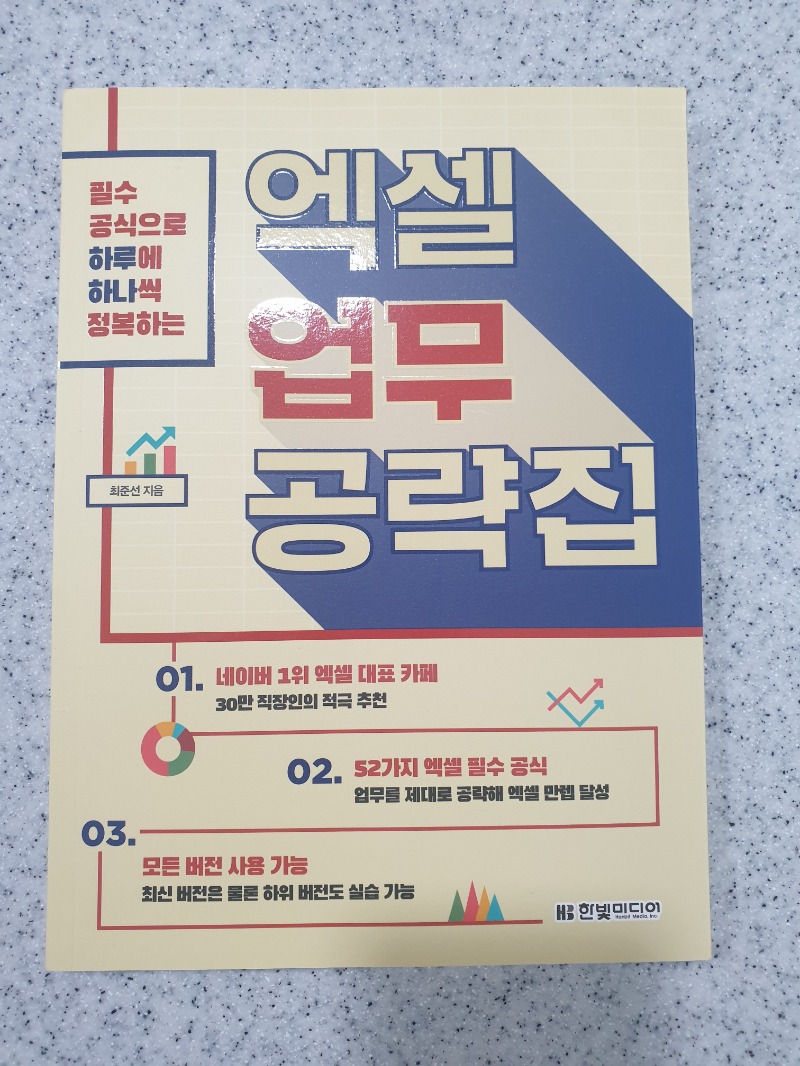 필수
공식으로
하루에
하나씩
정복하는
엑셀
업무
공략집
최준선 지음
01. 네이버 1위 엑셀 대표 카페
30만 직장인의 적극 추천
02. 52가지 엑셀 필수 공식
업무를 제대로 공략해 엑셀 만렙 달성
03.
모든 버전 사용 가능
최신 버전은 물론 하위 버전도 실습 가능
HB 한빛미디어
Hanbit Media, Inc.